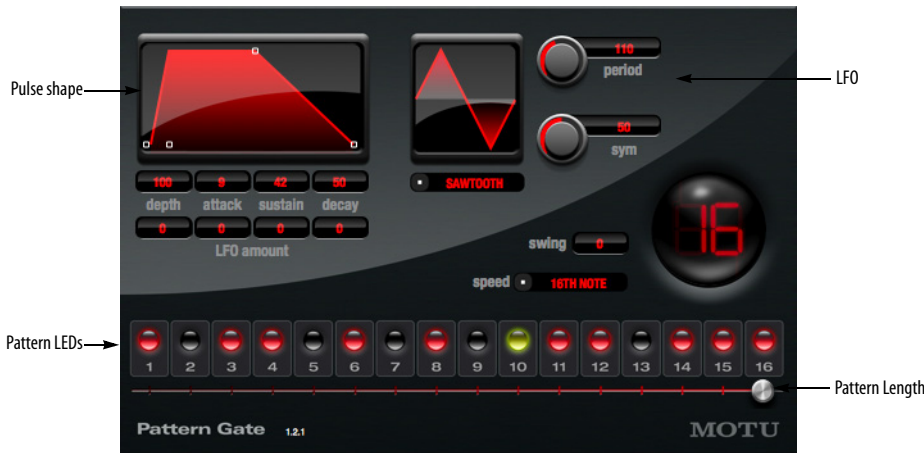 110
period
LFO
Pulse shape
50
sym
SAWTOOTH
100 9 42 50
depth attack sustain decay
0 0 0 0
LFO amount
16
swing 0
speed 16TH NOTE
Pattern LEDs
1 2 3 4 5 6 7 8 9 10 11 12 13 14 15 16
Pattern Length
Pattern Gate 1.2.1
MOTU